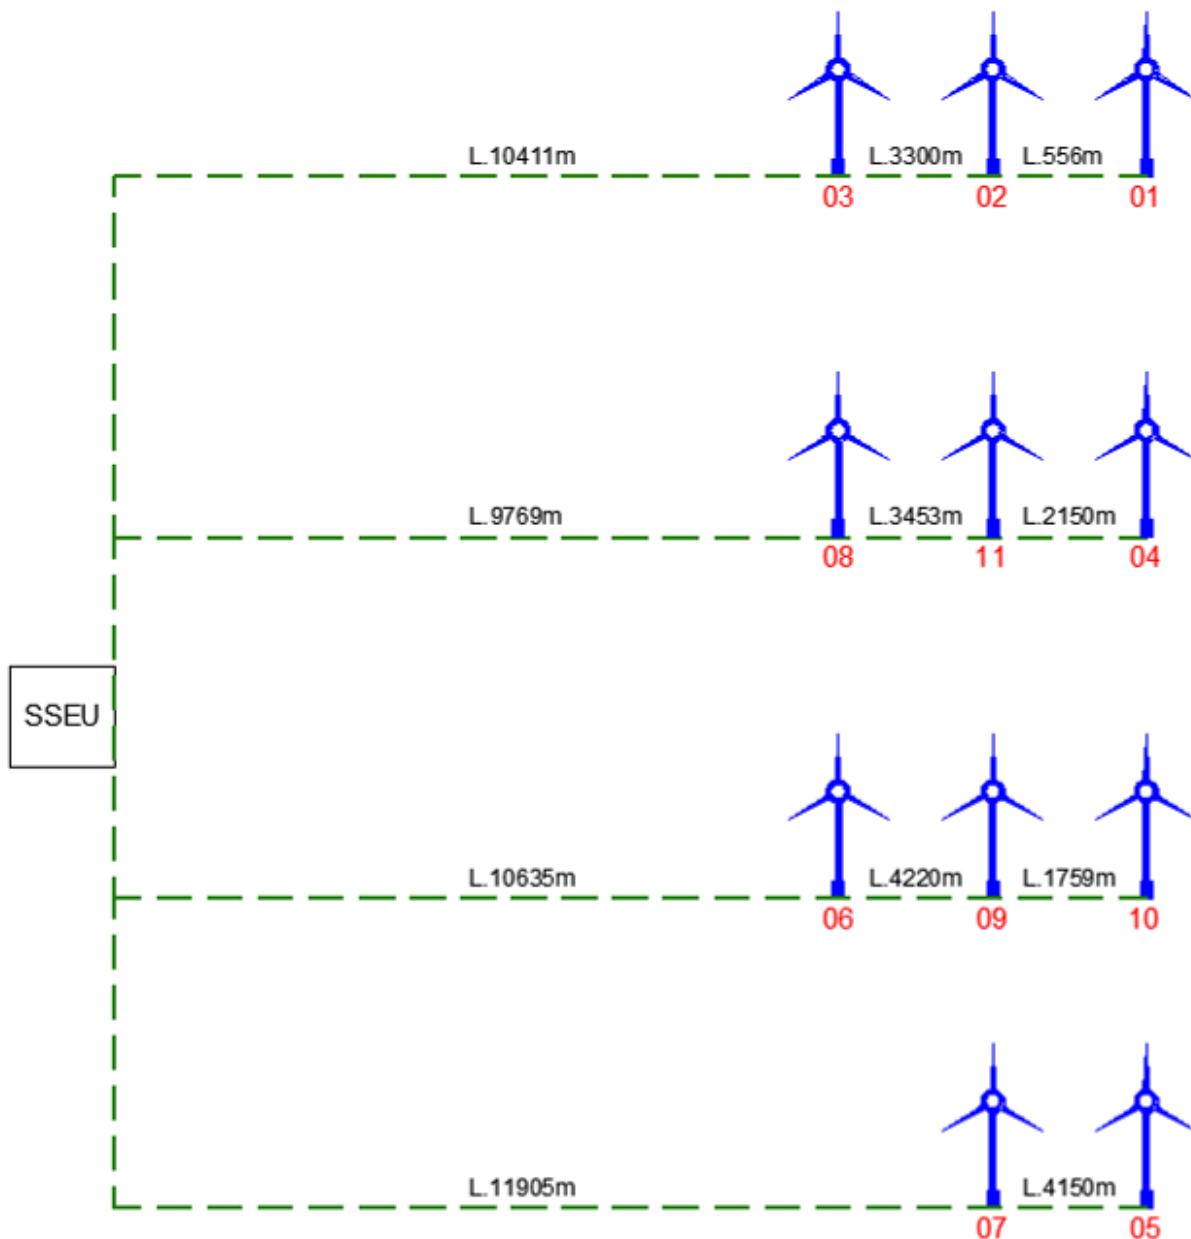 L.10411m L.3300m L.556m
03 02 01
L.9769m L.3453m L.2150m
08 11 04
SSEU
L.10635m L.4220m L.1759m
06 09 10
L.11905m L.4150m
07 05